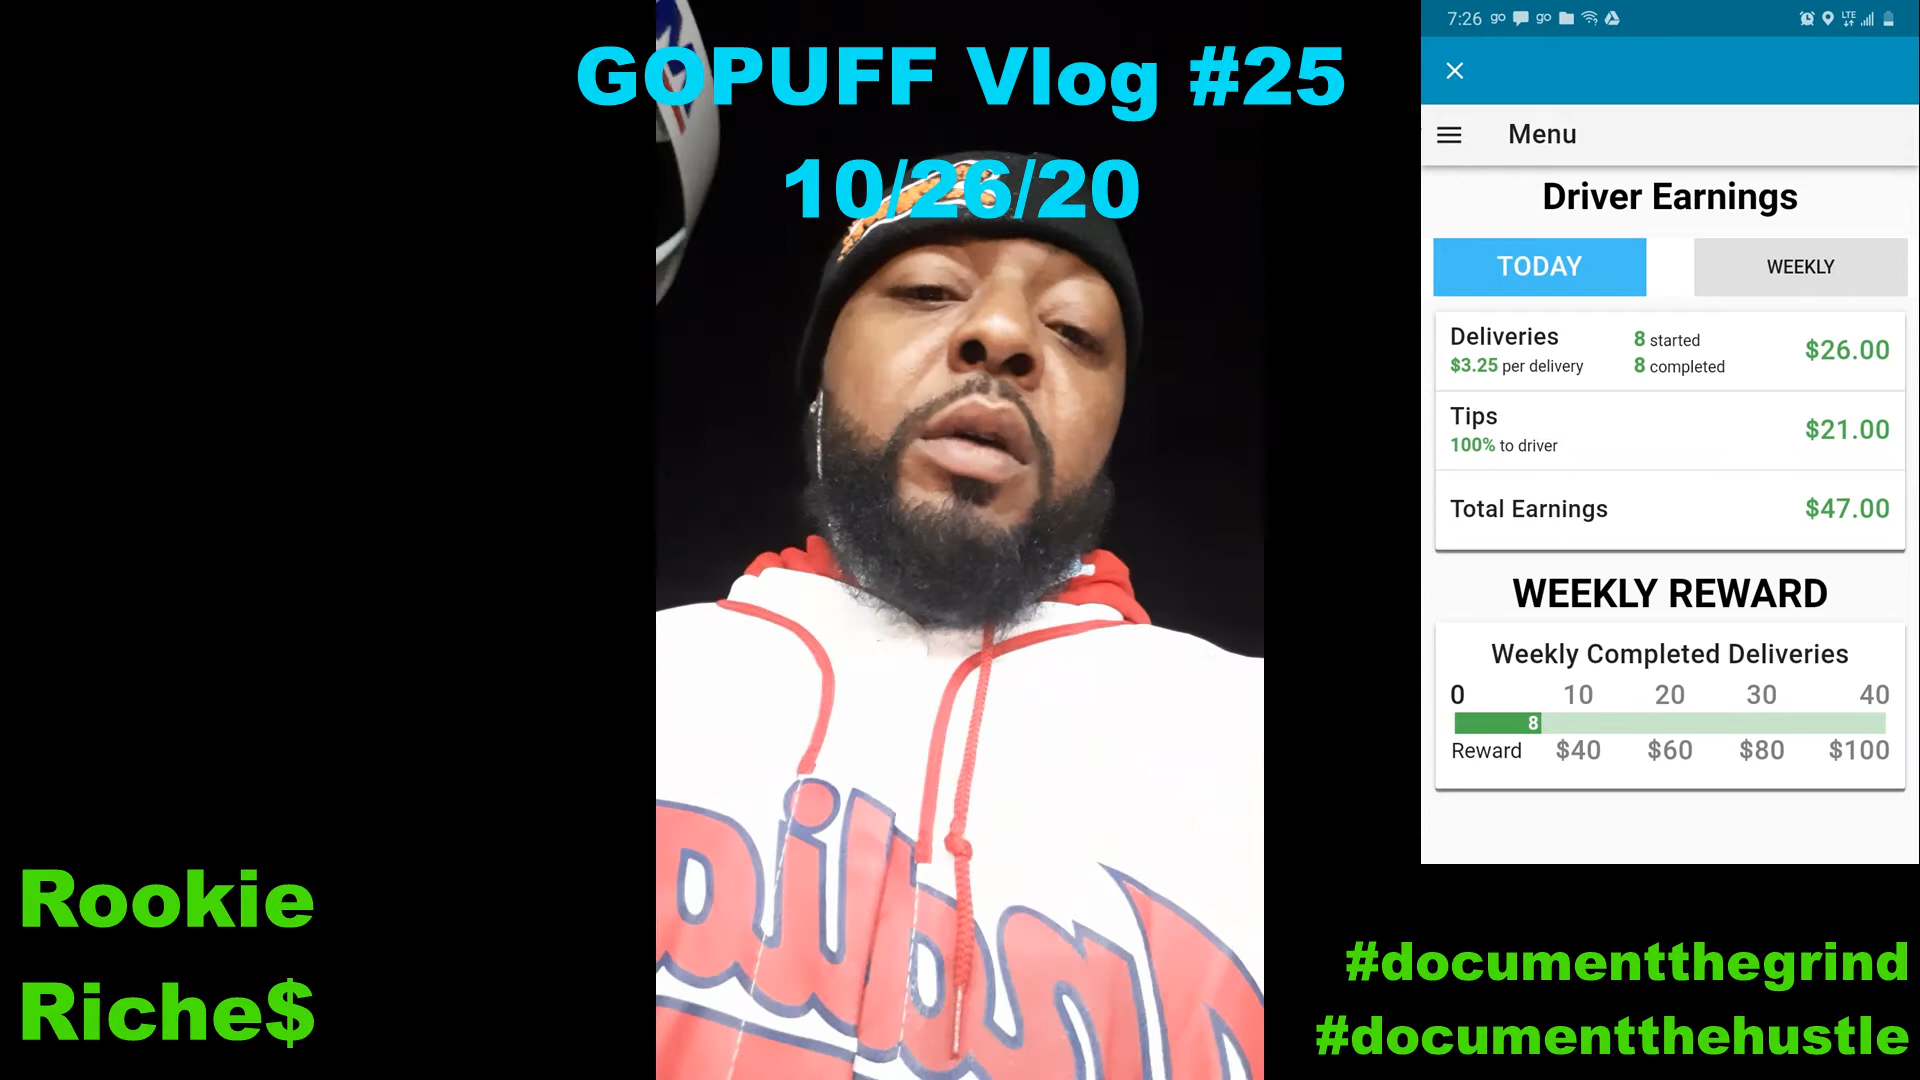 GOPUFF Vlog #25
10/26/20
7:26
LTE
Menu
Driver Earnings
TODAY
WEEKLY
Deliveries
8 started
$26.00
$3.25 per delivery
8 completed
Tips
$21.00
100% to driver
Total Earnings
$47.00
WEEKLY REWARD
Weekly Completed Deliveries
0 10 20 30 40
8
Reward $40 $60 $80 $100
Rookie
Riche$
#documentthegrind
#documentthehustle